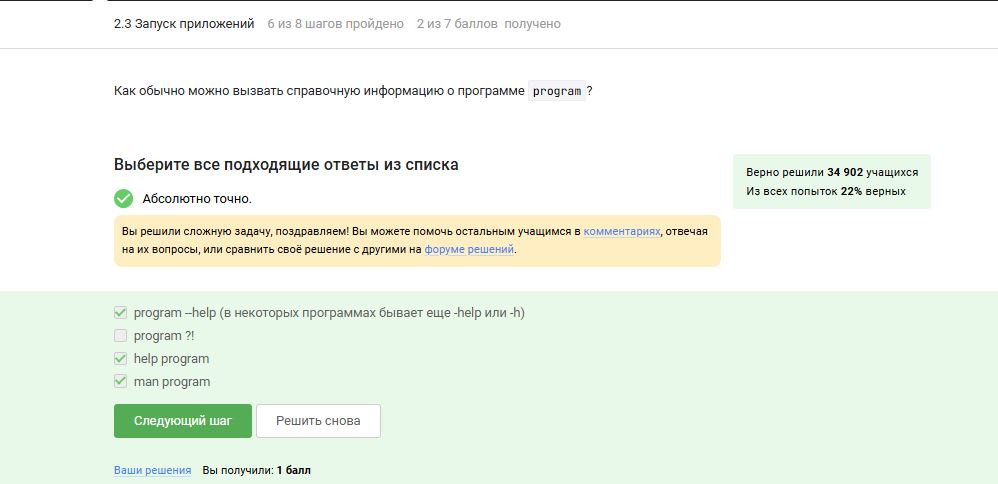 2.3 Запуск приложений 6 из 8 шагов пройдено 2 из 7 баллов получено
Как обычно можно вызвать справочную информацию о программе program ?
Выберите все подходящие ответы из списка
Абсолютно точно.
Вы решили сложную задачу, поздравляем! Вы можете помочь остальным учащимся в комментариях, отвечая
на их вопросы, или сравнить своё решение с другими на форуме решений.
Верно решили 34 902 учащихся
Из всех попыток 22% верных
program --help (в некоторых программах бывает еще -help или -h)
program ?!
help program
man program
Следующий шаг Решить снова
Ваши решения Вы получили: 1 балл